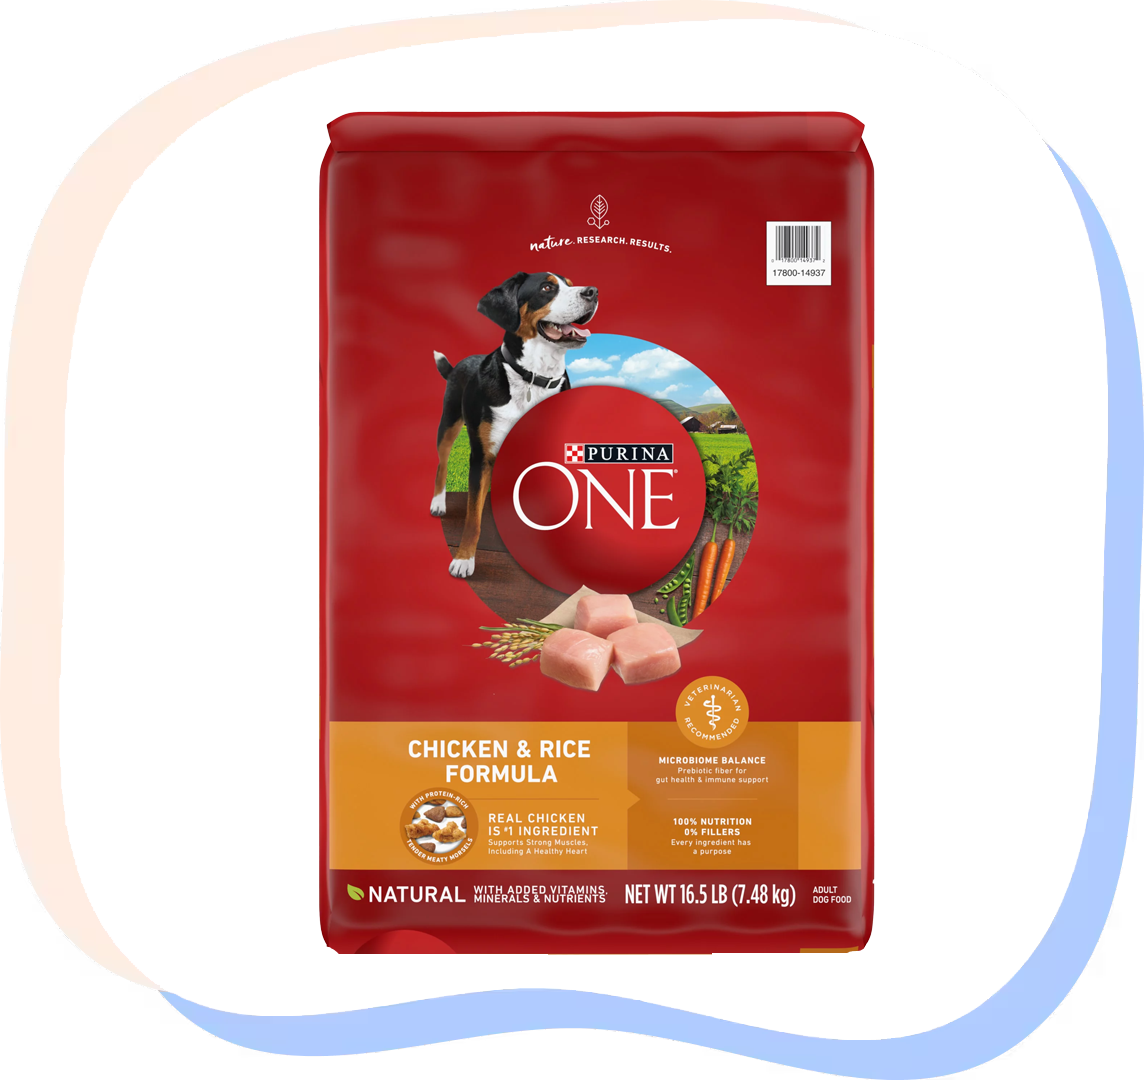 nature. RESEARCH. RESULTS.
17800-14937
PURINA
ONE
VETERINARIAN
RECOMMENDED
CHICKEN & RICE
FORMULA
MICROBIOME BALANCE
Prebiotic fiber for
gut health & immune support
WITH PROTEIN-RICH
TENDER MEATY MORSELS
REAL CHICKEN
IS #1 INGREDIENT
Supports Strong Muscles,
Including A Healthy Heart
100% NUTRITION
0% FILLERS
Every ingredient has
a purpose
NATURAL WITH ADDED VITAMINS,
MINERALS & NUTRIENTS
NET WT 16.5 LB (7.48 kg)
ADULT
DOG FOOD